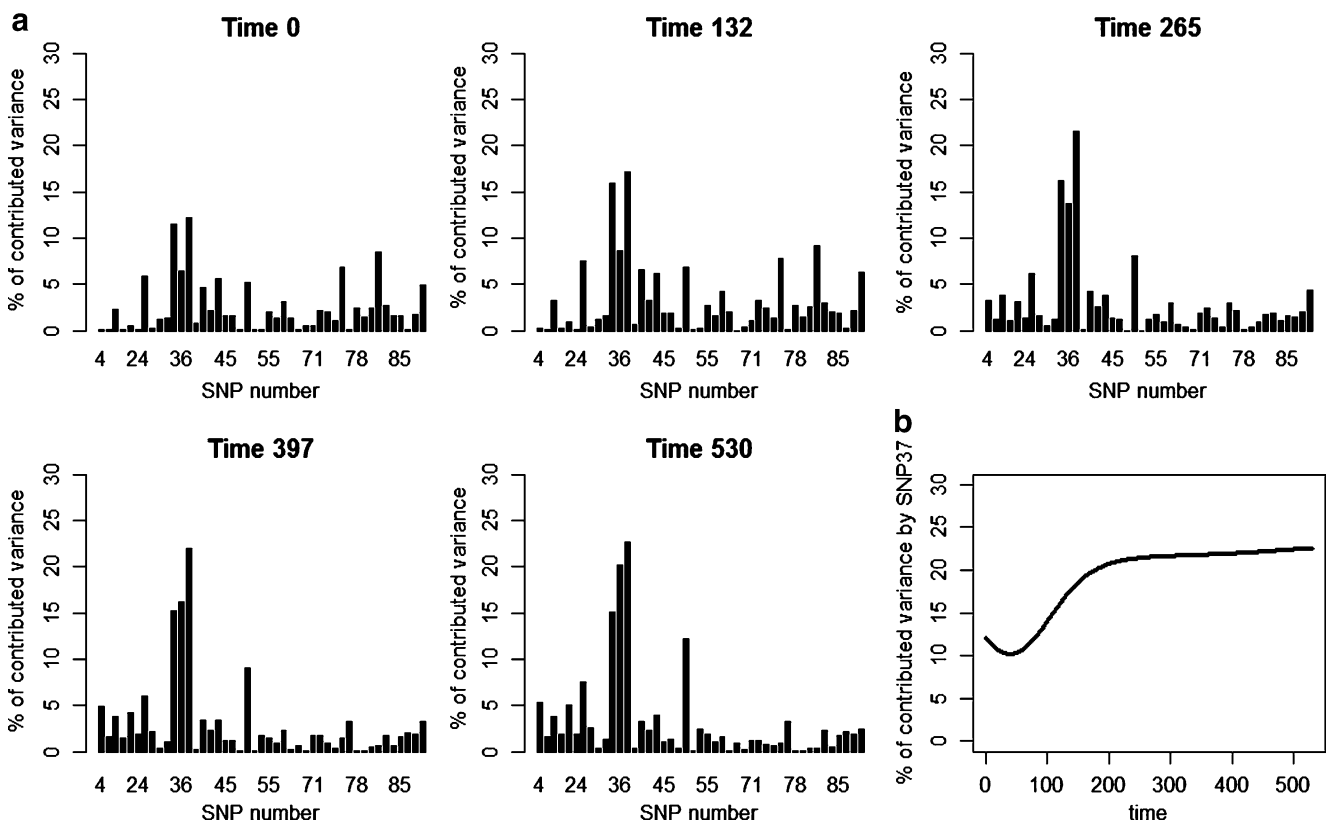 a
Time 0
% of contributed variance
30
25
20
15
10
5
0
4 24 36 45 55 71 78 85
SNP number
Time 132
% of contributed variance
30
25
20
15
10
5
0
4 24 36 45 55 71 78 85
SNP number
Time 265
% of contributed variance
30
25
20
15
10
5
0
4 24 36 45 55 71 78 85
SNP number
Time 397
% of contributed variance
30
25
20
15
10
5
0
4 24 36 45 55 71 78 85
SNP number
Time 530
% of contributed variance
30
25
20
15
10
5
0
4 24 36 45 55 71 78 85
SNP number
b
% of contributed variance by SNP37
30
25
20
15
10
5
0
0 100 200 300 400 500
time